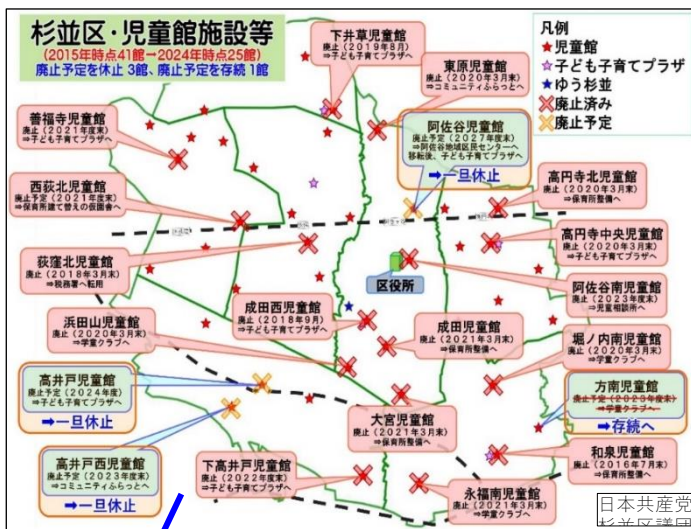 杉並区・児童館施設等
(2015年時点41館→2024年時点25館)
廃止予定を休止 3館、廃止予定を存続 1館
凡例
児童館
子ども子育てプラザ
ゆう杉並
廃止済み
廃止予定
下井草児童館
廃止(2019年8月)
⇒子ども子育てプラザへ
東原児童館
廃止(2020年3月末)
⇒コミュニティふらっとへ
善福寺児童館
廃止(2021年度末)
⇒子ども子育てプラザへ
阿佐谷児童館
廃止予定(2027年度末)
⇒阿佐谷地域区民センターへ
移転後、子ども子育てプラザへ
➡一旦休止
西荻北児童館
廃止予定(2021年度末)
⇒保育所建て替えの仮園舎へ
高円寺北児童館
廃止(2020年3月末)
⇒保育所整備へ
高円寺中央児童館
廃止(2020年3月末)
⇒子ども子育てプラザへ
荻窪北児童館
廃止(2018年3月末)
⇒税務署へ転用
区役所
阿佐谷南児童館
廃止(2023年度末)
⇒児童相談所へ
成田西児童館
廃止(2018年9月)
⇒子ども子育てプラザへ
浜田山児童館
廃止(2020年3月末)
⇒学童クラブへ
成田児童館
廃止(2021年3月末)
⇒保育所整備へ
堀ノ内南児童館
廃止(2020年3月末)
⇒学童クラブへ
高井戸児童館
廃止予定(2024年度)
⇒子ども子育てプラザへ
➡一旦休止
方南児童館
廃止予定(2023年度末)
⇒学童クラブへ
➡存続へ
大宮児童館
廃止(2021年3月末)
⇒保育所整備へ
高井戸西児童館
廃止予定(2023年度末)
⇒コミュニティふらっとへ
➡一旦休止
下高井戸児童館
廃止(2022年度末)
⇒子ども子育てプラザへ
和泉児童館
廃止(2016年7月末)
⇒子ども子育てプラザへ
永福南児童館
廃止(2021年3月末)
⇒学童クラブへ
日本共産党